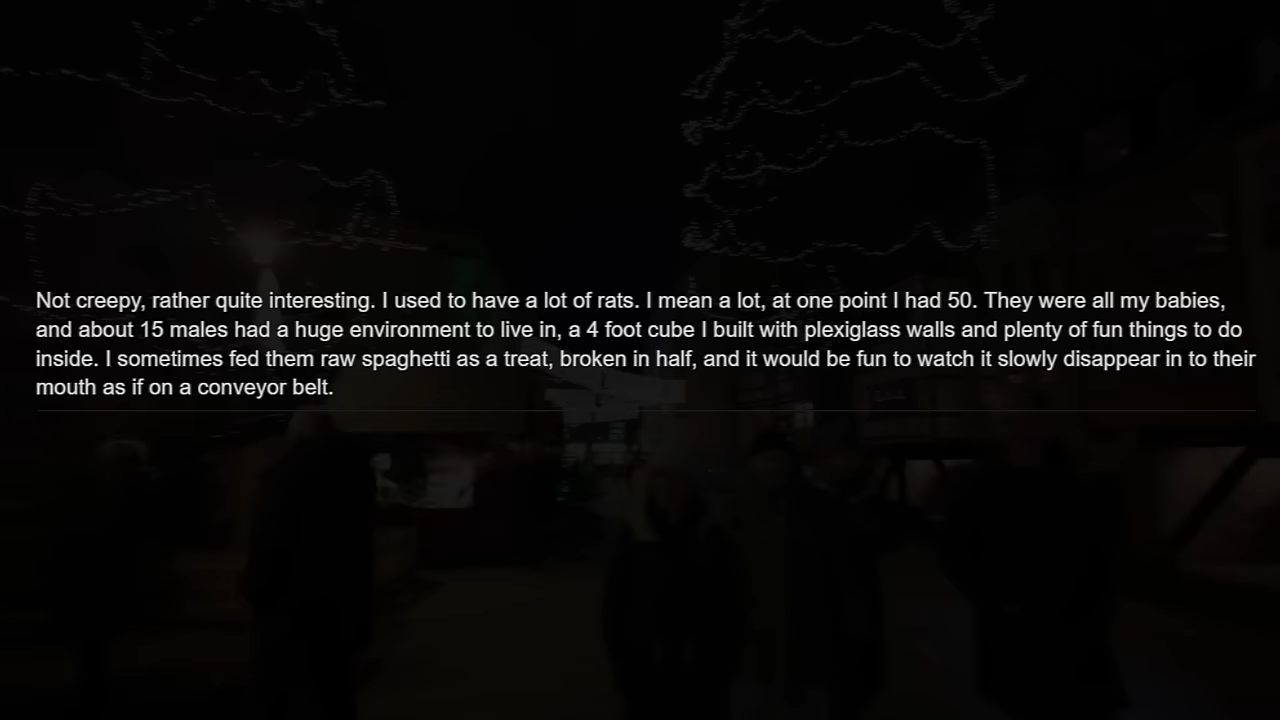 Not creepy, rather quite interesting. I used to have a lot of rats. I mean a lot, at one point I had 50. They were all my babies,
and about 15 males had a huge environment to live in, a 4 foot cube I built with plexiglass walls and plenty of fun things to do
inside. I sometimes fed them raw spaghetti as a treat, broken in half, and it would be fun to watch it slowly disappear in to their
mouth as if on a conveyor belt.